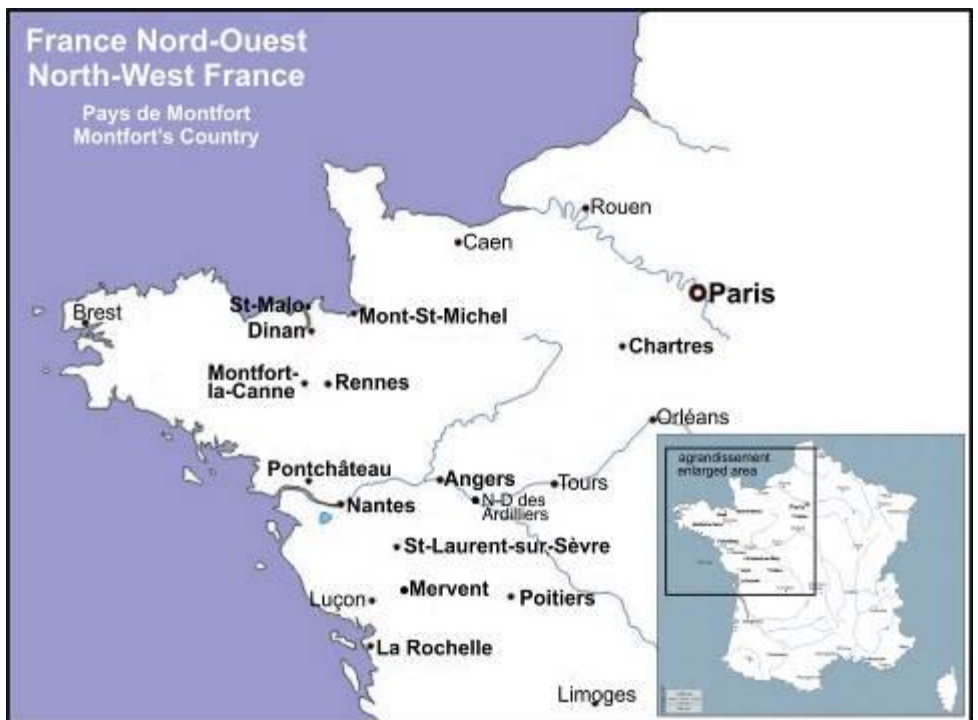 France Nord-Ouest
North-West France
Pays de Montfort
Montfort's Country
Rouen
Caen
Paris
St-Malo
Brest
Mont-St-Michel
Dinan
Chartres
Montfort-
la-Canne
Rennes
Orléans
agrandissement
enlarged area
Pontchâteau
Angers
Tours
N-D des
Ardilliers
Nantes
Paris
St-Laurent-sur-Sèvre
Mervent
Luçon
Poitiers
La Rochelle
Limoges